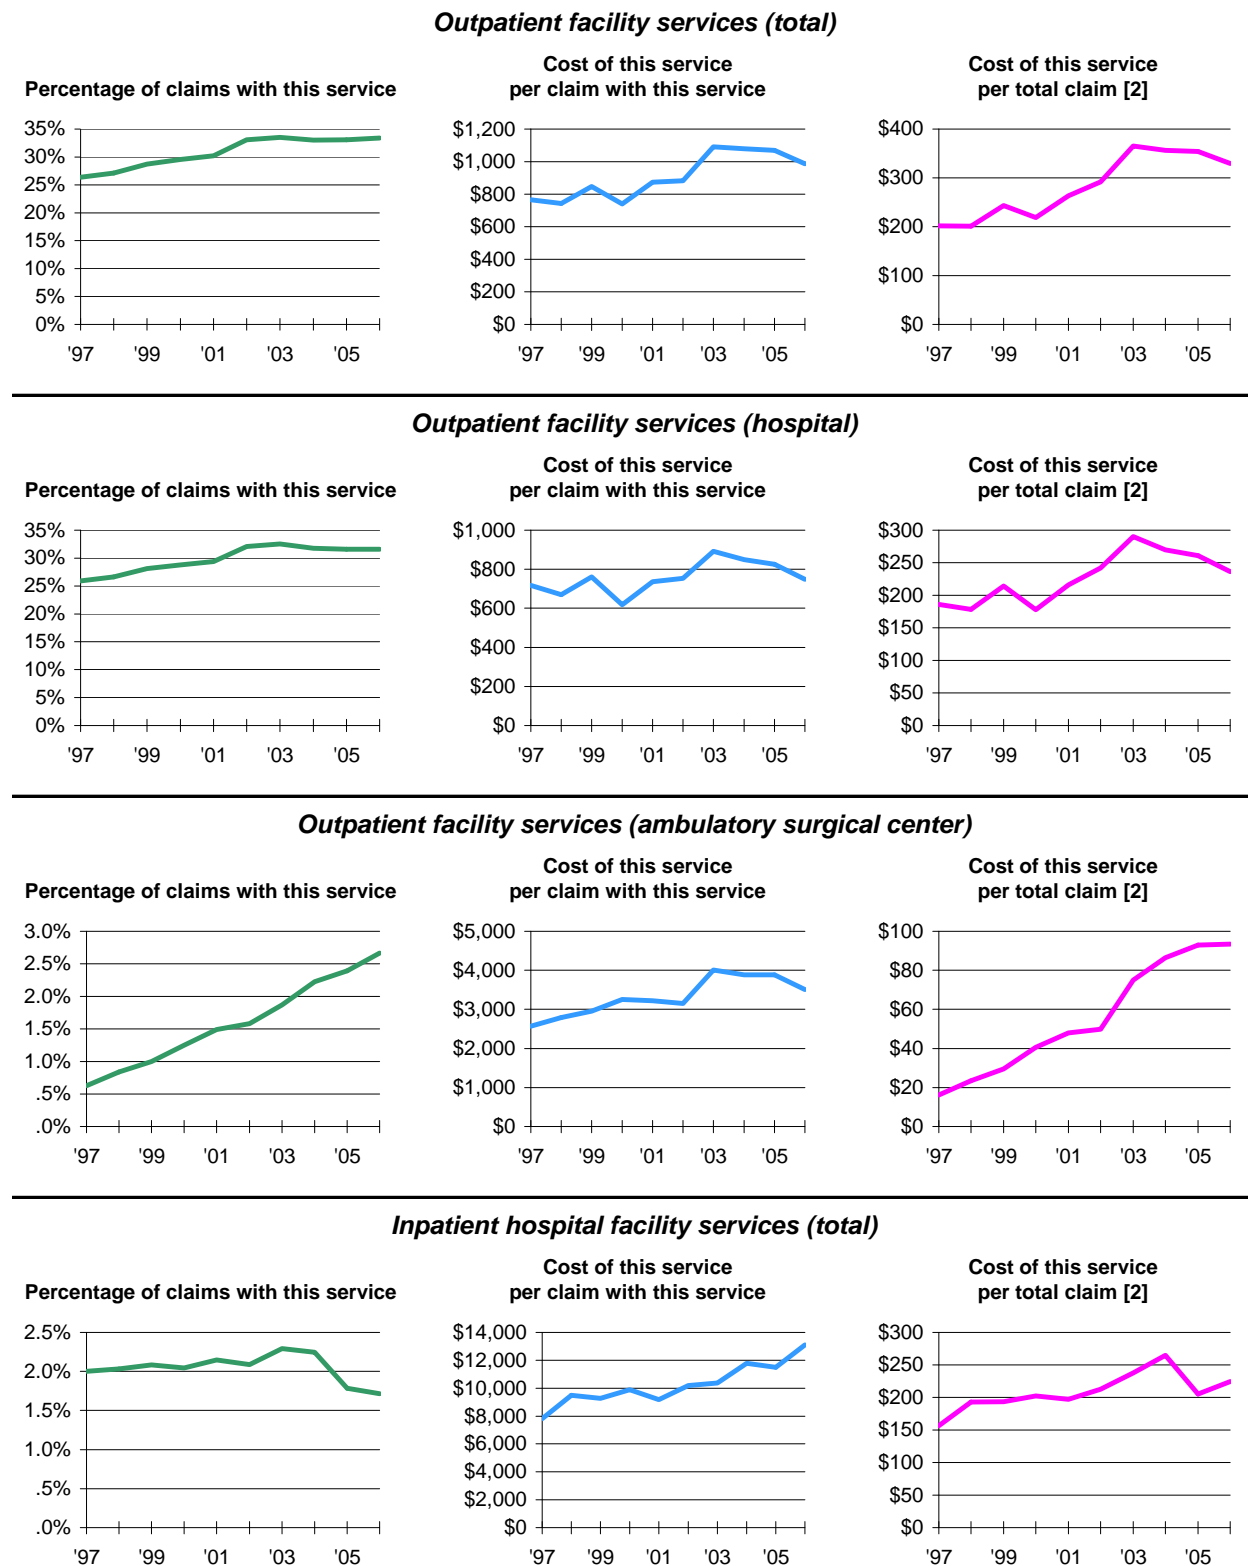 Outpatient facility services (total)
Percentage of claims with this service
Cost of this service
per claim with this service
Cost of this service
per total claim [2]
35%
30%
25%
20%
15%
10%
5%
0%
'97 '99 '01 '03 '05
$1,200
$1,000
$800
$600
$400
$200
$0
'97 '99 '01 '03 '05
$400
$300
$200
$100
$0
'97 '99 '01 '03 '05
Outpatient facility services (hospital)
Percentage of claims with this service
Cost of this service
per claim with this service
Cost of this service
per total claim [2]
35%
30%
25%
20%
15%
10%
5%
0%
'97 '99 '01 '03 '05
$1,000
$800
$600
$400
$200
$0
'97 '99 '01 '03 '05
$300
$250
$200
$150
$100
$50
$0
'97 '99 '01 '03 '05
Outpatient facility services (ambulatory surgical center)
Percentage of claims with this service
Cost of this service
per claim with this service
Cost of this service
per total claim [2]
3.0%
2.5%
2.0%
1.5%
1.0%
.5%
.0%
'97 '99 '01 '03 '05
$5,000
$4,000
$3,000
$2,000
$1,000
$0
'97 '99 '01 '03 '05
$100
$80
$60
$40
$20
$0
'97 '99 '01 '03 '05
Inpatient hospital facility services (total)
Percentage of claims with this service
Cost of this service
per claim with this service
Cost of this service
per total claim [2]
2.5%
2.0%
1.5%
1.0%
.5%
.0%
'97 '99 '01 '03 '05
$14,000
$12,000
$10,000
$8,000
$6,000
$4,000
$2,000
$0
'97 '99 '01 '03 '05
$300
$250
$200
$150
$100
$50
$0
'97 '99 '01 '03 '05